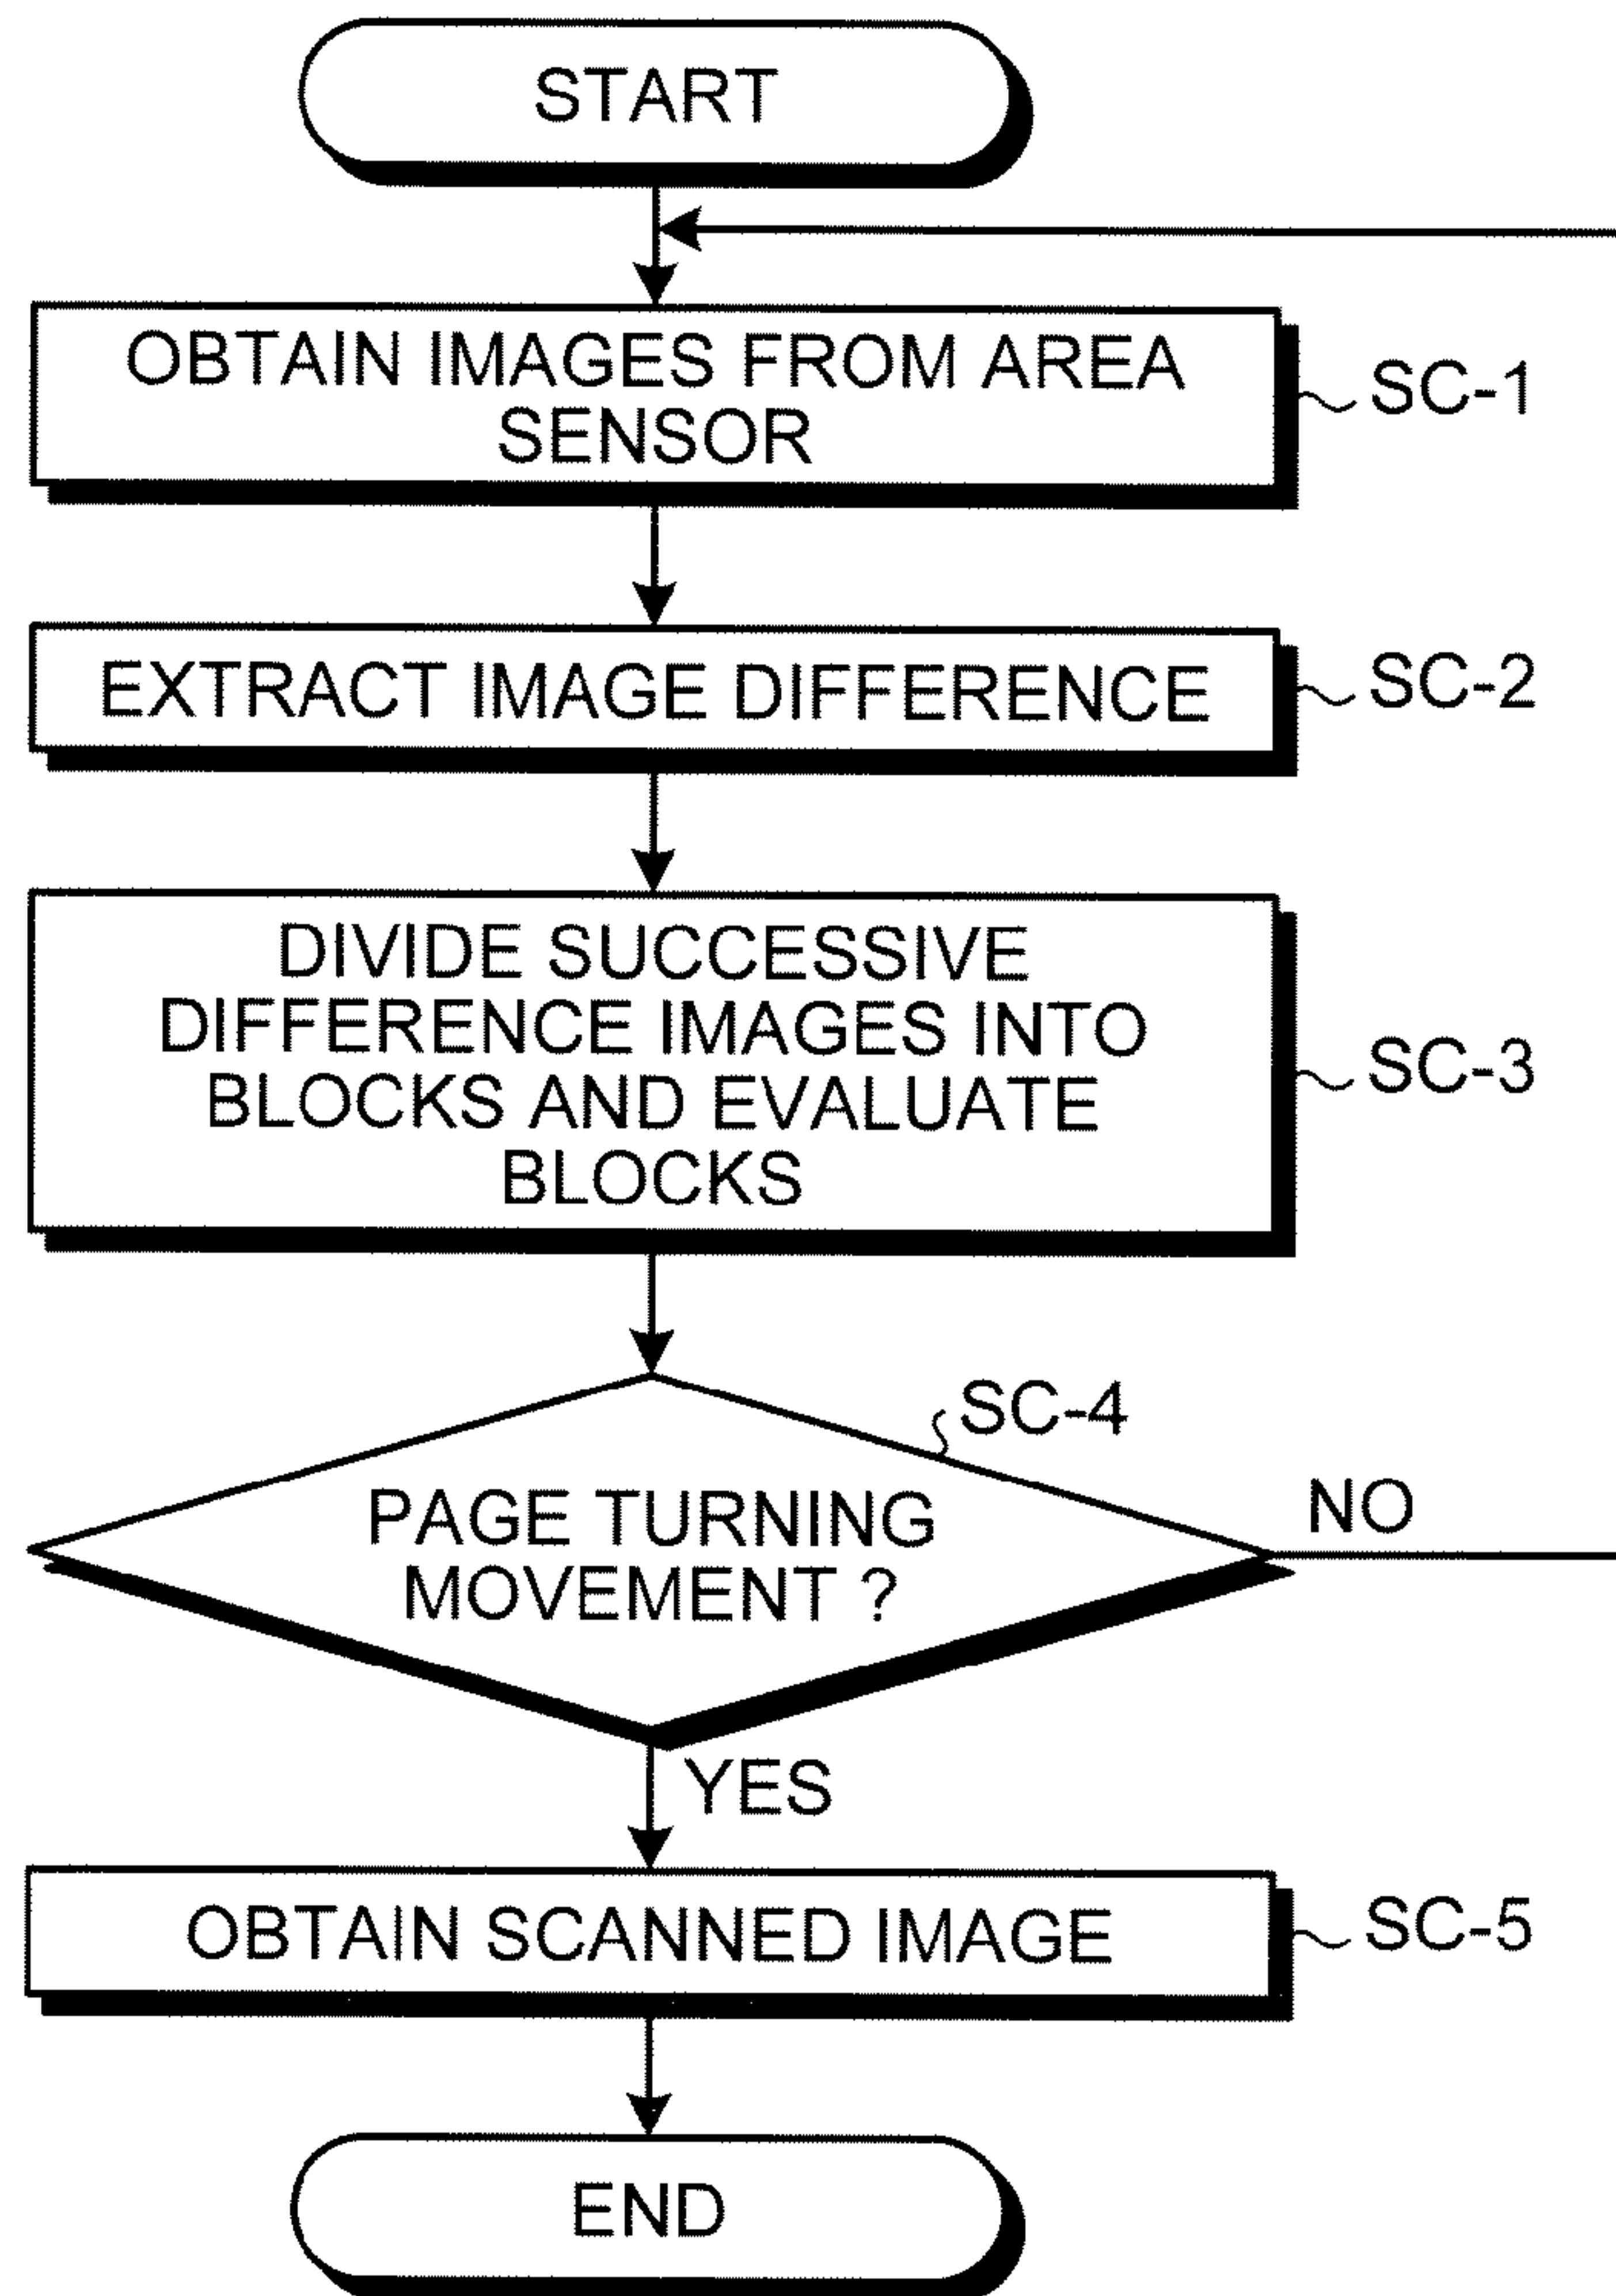 START
OBTAIN IMAGES FROM AREA
SENSOR
SC-1
EXTRACT IMAGE DIFFERENCE
SC-2
DIVIDE SUCCESSIVE
DIFFERENCE IMAGES INTO
BLOCKS AND EVALUATE
BLOCKS
SC-3
SC-4
PAGE TURNING
MOVEMENT ?
NO
YES
OBTAIN SCANNED IMAGE
SC-5
END